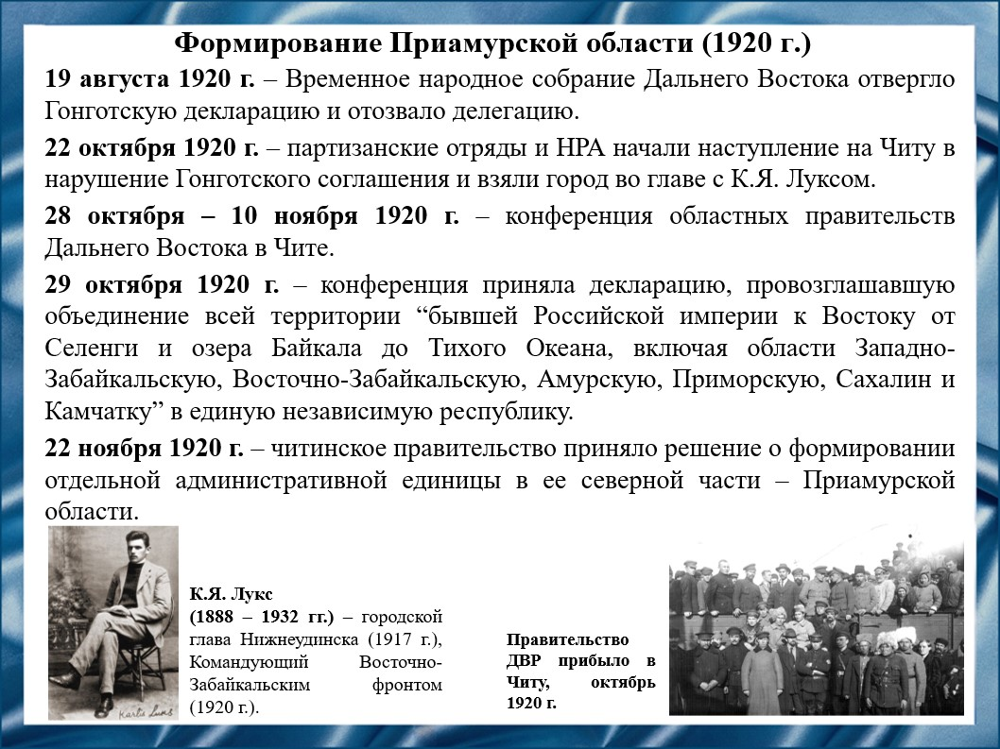 Формирование Приамурской области (1920 г.)
19 августа 1920 г. – Временное народное собрание Дальнего Востока отвергло
Гонготскую декларацию и отозвало делегацию.
22 октября 1920 г. – партизанские отряды и НРА начали наступление на Читу в
нарушение Гонготского соглашения и взяли город во главе с К.Я. Луксом.
28 октября – 10 ноября 1920 г. – конференция областных правительств
Дальнего Востока в Чите.
29 октября 1920 г. – конференция приняла декларацию, провозглашавшую
объединение всей территории “бывшей Российской империи к Востоку от
Селенги и озера Байкала до Тихого Океана, включая области Западно-
Забайкальскую, Восточно-Забайкальскую, Амурскую, Приморскую, Сахалин и
Камчатку” в единую независимую республику.
22 ноября 1920 г. – читинское правительство приняло решение о формировании
отдельной административной единицы в ее северной части – Приамурской
области.
К.Я. Лукс
(1888 – 1932 гг.) – городской
глава Нижнеудинска (1917 г.),
Командующий Восточно-
Забайкальским фронтом
(1920 г.).
Правительство
ДВР прибыло в
Читу, октябрь
1920 г.
Karlis Luks